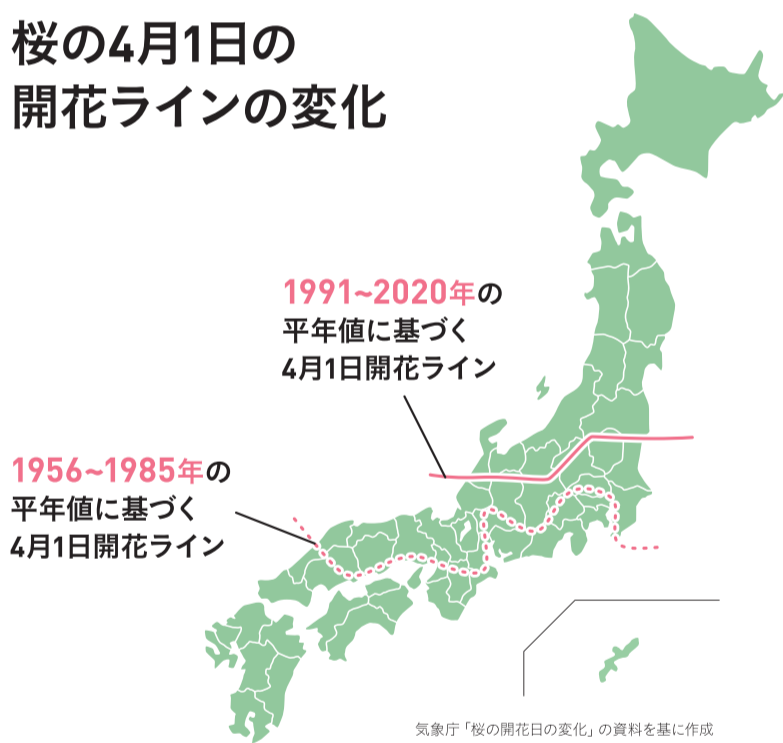 桜の4月1日の
開花ラインの変化
1991~2020年の
平年値に基づく
4月1日開花ライン
1956~1985年の
平年値に基づく
4月1日開花ライン
気象庁「桜の開花日の変化」の資料を基に作成